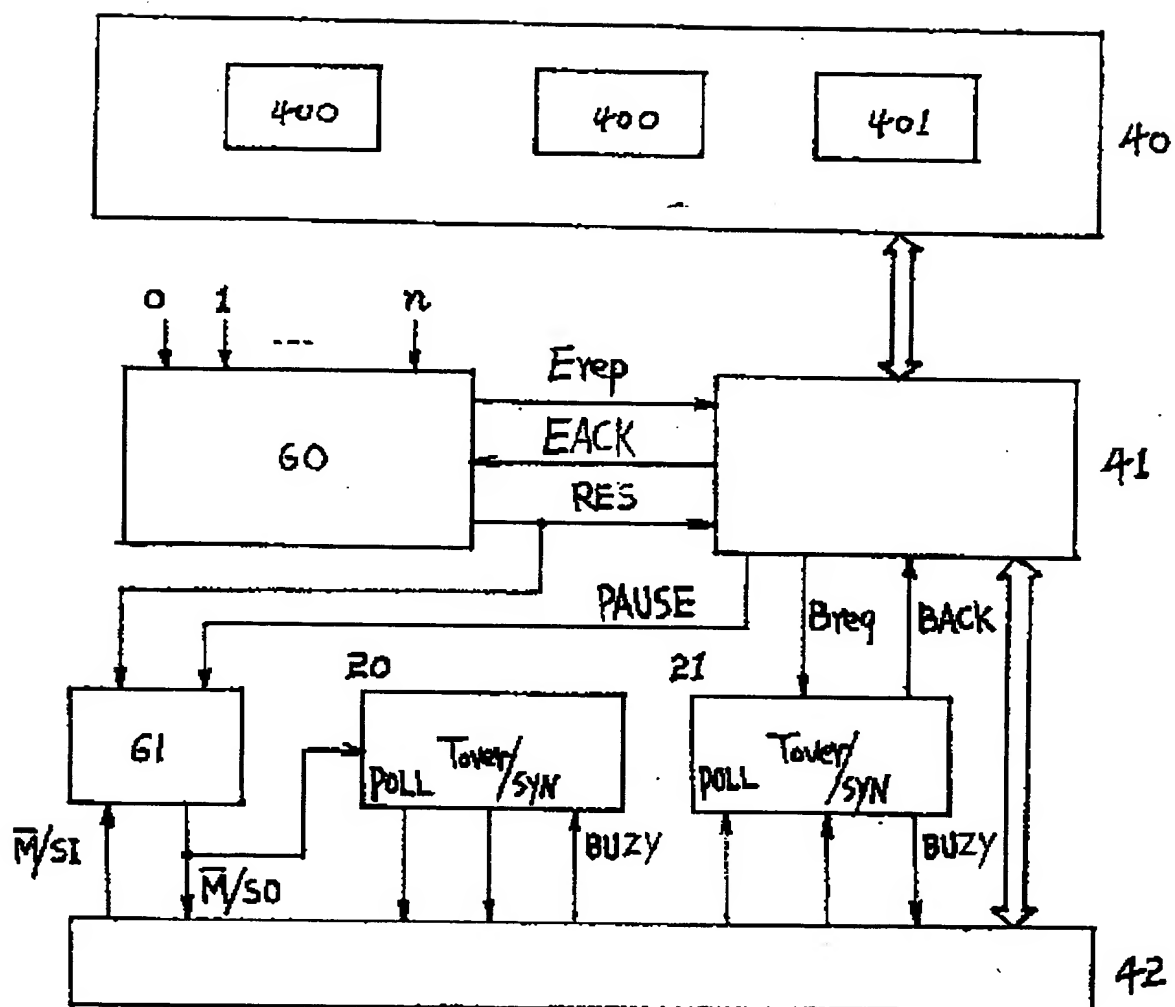 400 400 401
40
0 1 --- n
Erep
EACK
60
41
RES
PAUSE
Breq BACK
20 21
61
Tover/SYN
POLL
Tover/SYN
POLL
M̅/SI
BUZY
BUZY
M̅/SO
42